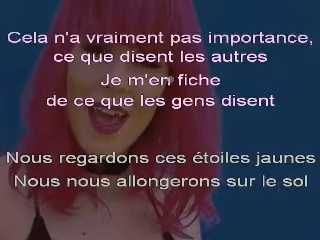 Cela n'a vraiment pas importance,
ce que disent les autres
Je m'en fiche
de ce que les gens disent
Nous regardons ces étoiles jaunes
Nous nous allongerons sur le sol